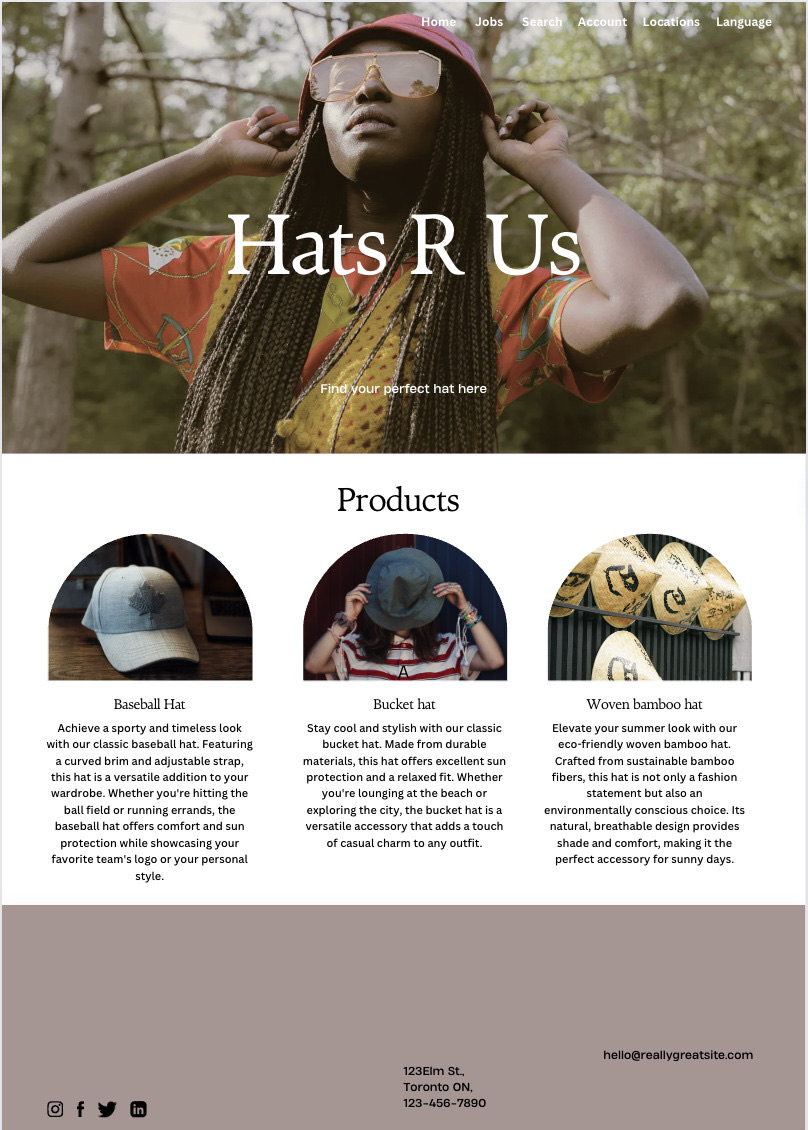 Home Jobs Search Account Locations Language
Hats R Us
Find your perfect hat here
Products
Baseball Hat
Achieve a sporty and timeless look
with our classic baseball hat. Featuring
a curved brim and adjustable strap,
this hat is a versatile addition to your
wardrobe. Whether you're hitting the
ball field or running errands, the
baseball hat offers comfort and sun
protection while showcasing your
favorite team's logo or your personal
style.
A
Bucket hat
Stay cool and stylish with our classic
bucket hat. Made from durable
materials, this hat offers excellent sun
protection and a relaxed fit. Whether
you're lounging at the beach or
exploring the city, the bucket hat is a
versatile accessory that adds a touch
of casual charm to any outfit.
Woven bamboo hat
Elevate your summer look with our
eco-friendly woven bamboo hat.
Crafted from sustainable bamboo
fibers, this hat is not only a fashion
statement but also an
environmentally conscious choice. Its
natural, breathable design provides
shade and comfort, making it the
perfect accessory for sunny days.
123Elm St.,
Toronto ON,
123-456-7890
hello@reallygreatsite.com